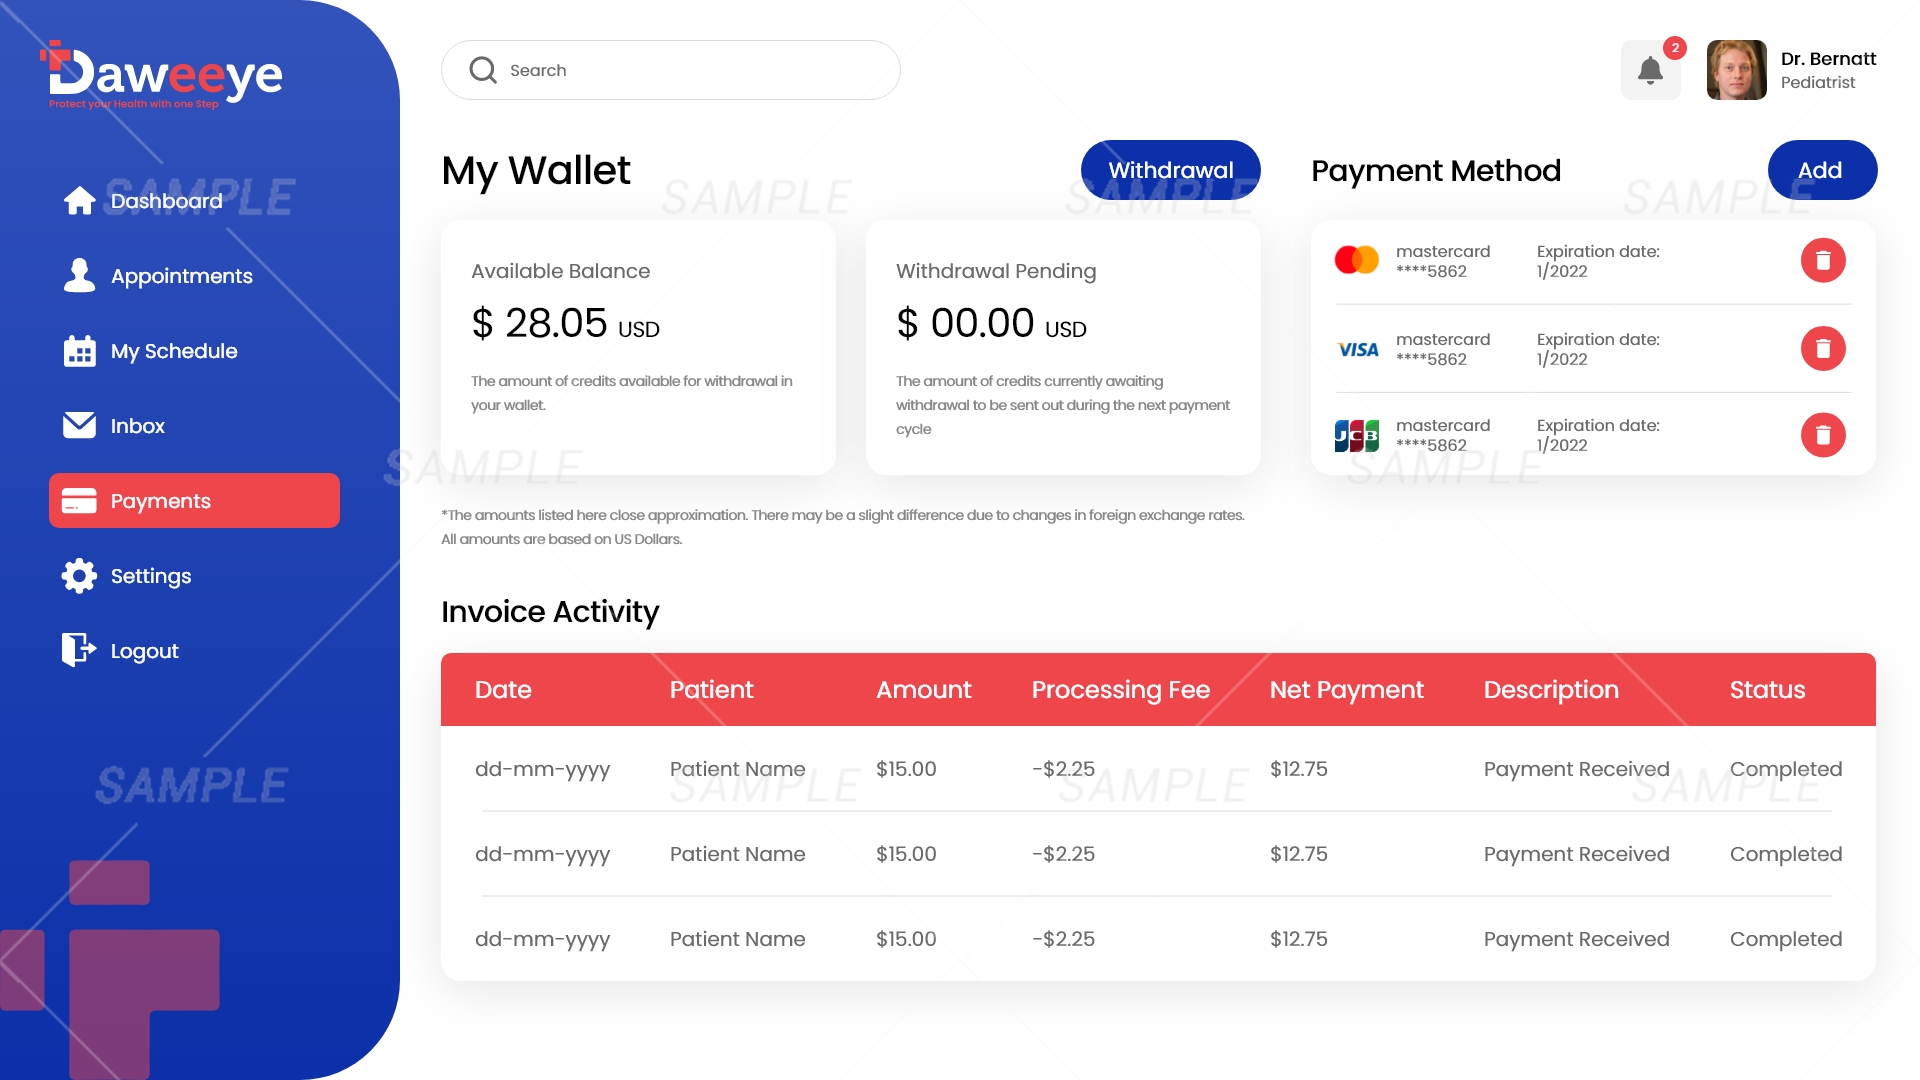 Daweeye
Protect your Health with one Step
Search
2
Dr. Bernatt
Pediatrist
Dashboard
Appointments
My Schedule
Inbox
Payments
Settings
Logout
My Wallet
Withdrawal
Available Balance
$ 28.05 USD
The amount of credits available for withdrawal in
your wallet.
Withdrawal Pending
$ 00.00 USD
The amount of credits currently awaiting
withdrawal to be sent out during the next payment
cycle
*The amounts listed here close approximation. There may be a slight difference due to changes in foreign exchange rates.
All amounts are based on US Dollars.
Payment Method
Add
mastercard
****5862
Expiration date:
1/2022
VISA
mastercard
****5862
Expiration date:
1/2022
JCB
mastercard
****5862
Expiration date:
1/2022
Invoice Activity
Date Patient Amount Processing Fee Net Payment Description Status
dd-mm-yyyy Patient Name $15.00 -$2.25 $12.75 Payment Received Completed
dd-mm-yyyy Patient Name $15.00 -$2.25 $12.75 Payment Received Completed
dd-mm-yyyy Patient Name $15.00 -$2.25 $12.75 Payment Received Completed
SAMPLE
SAMPLE
SAMPLE
SAMPLE
SAMPLE
SAMPLE
SAMPLE
SAMPLE
SAMPLE
SAMPLE